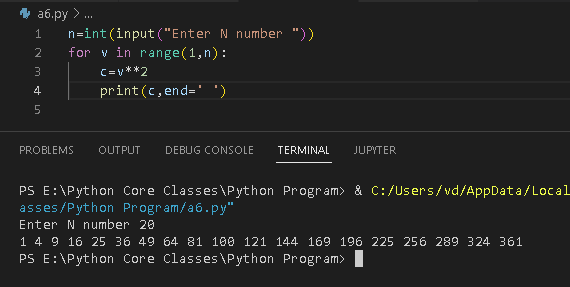 a6.py > ...
1 n=int(input("Enter N number "))
2 for v in range(1,n):
3 c=v**2
4 print(c,end=' ')
5
PROBLEMS OUTPUT DEBUG CONSOLE TERMINAL JUPYTER
PS E:\Python Core Classes\Python Program> & C:/Users/vd/AppData/Local
asses/Python Program/a6.py"
Enter N number 20
1 4 9 16 25 36 49 64 81 100 121 144 169 196 225 256 289 324 361
PS E:\Python Core Classes\Python Program>